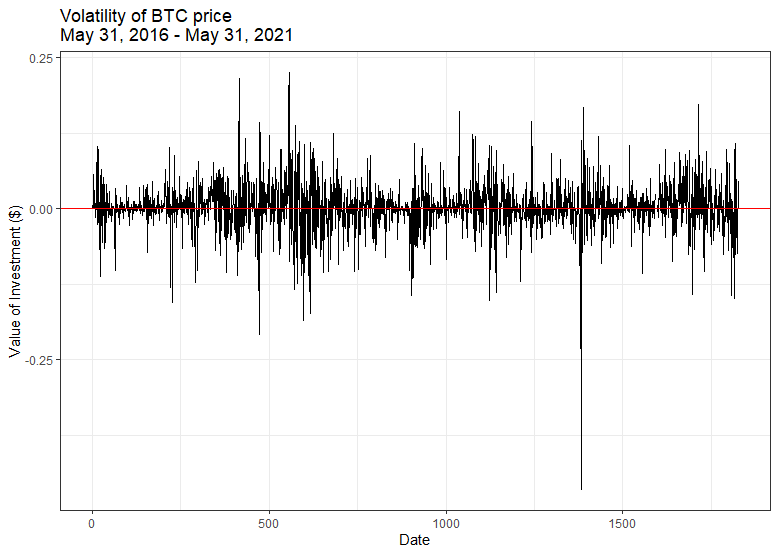 Volatility of BTC price
May 31, 2016 - May 31, 2021
0.25
0.00
-0.25
Value of Investment ($)
0
500
1000
1500
Date